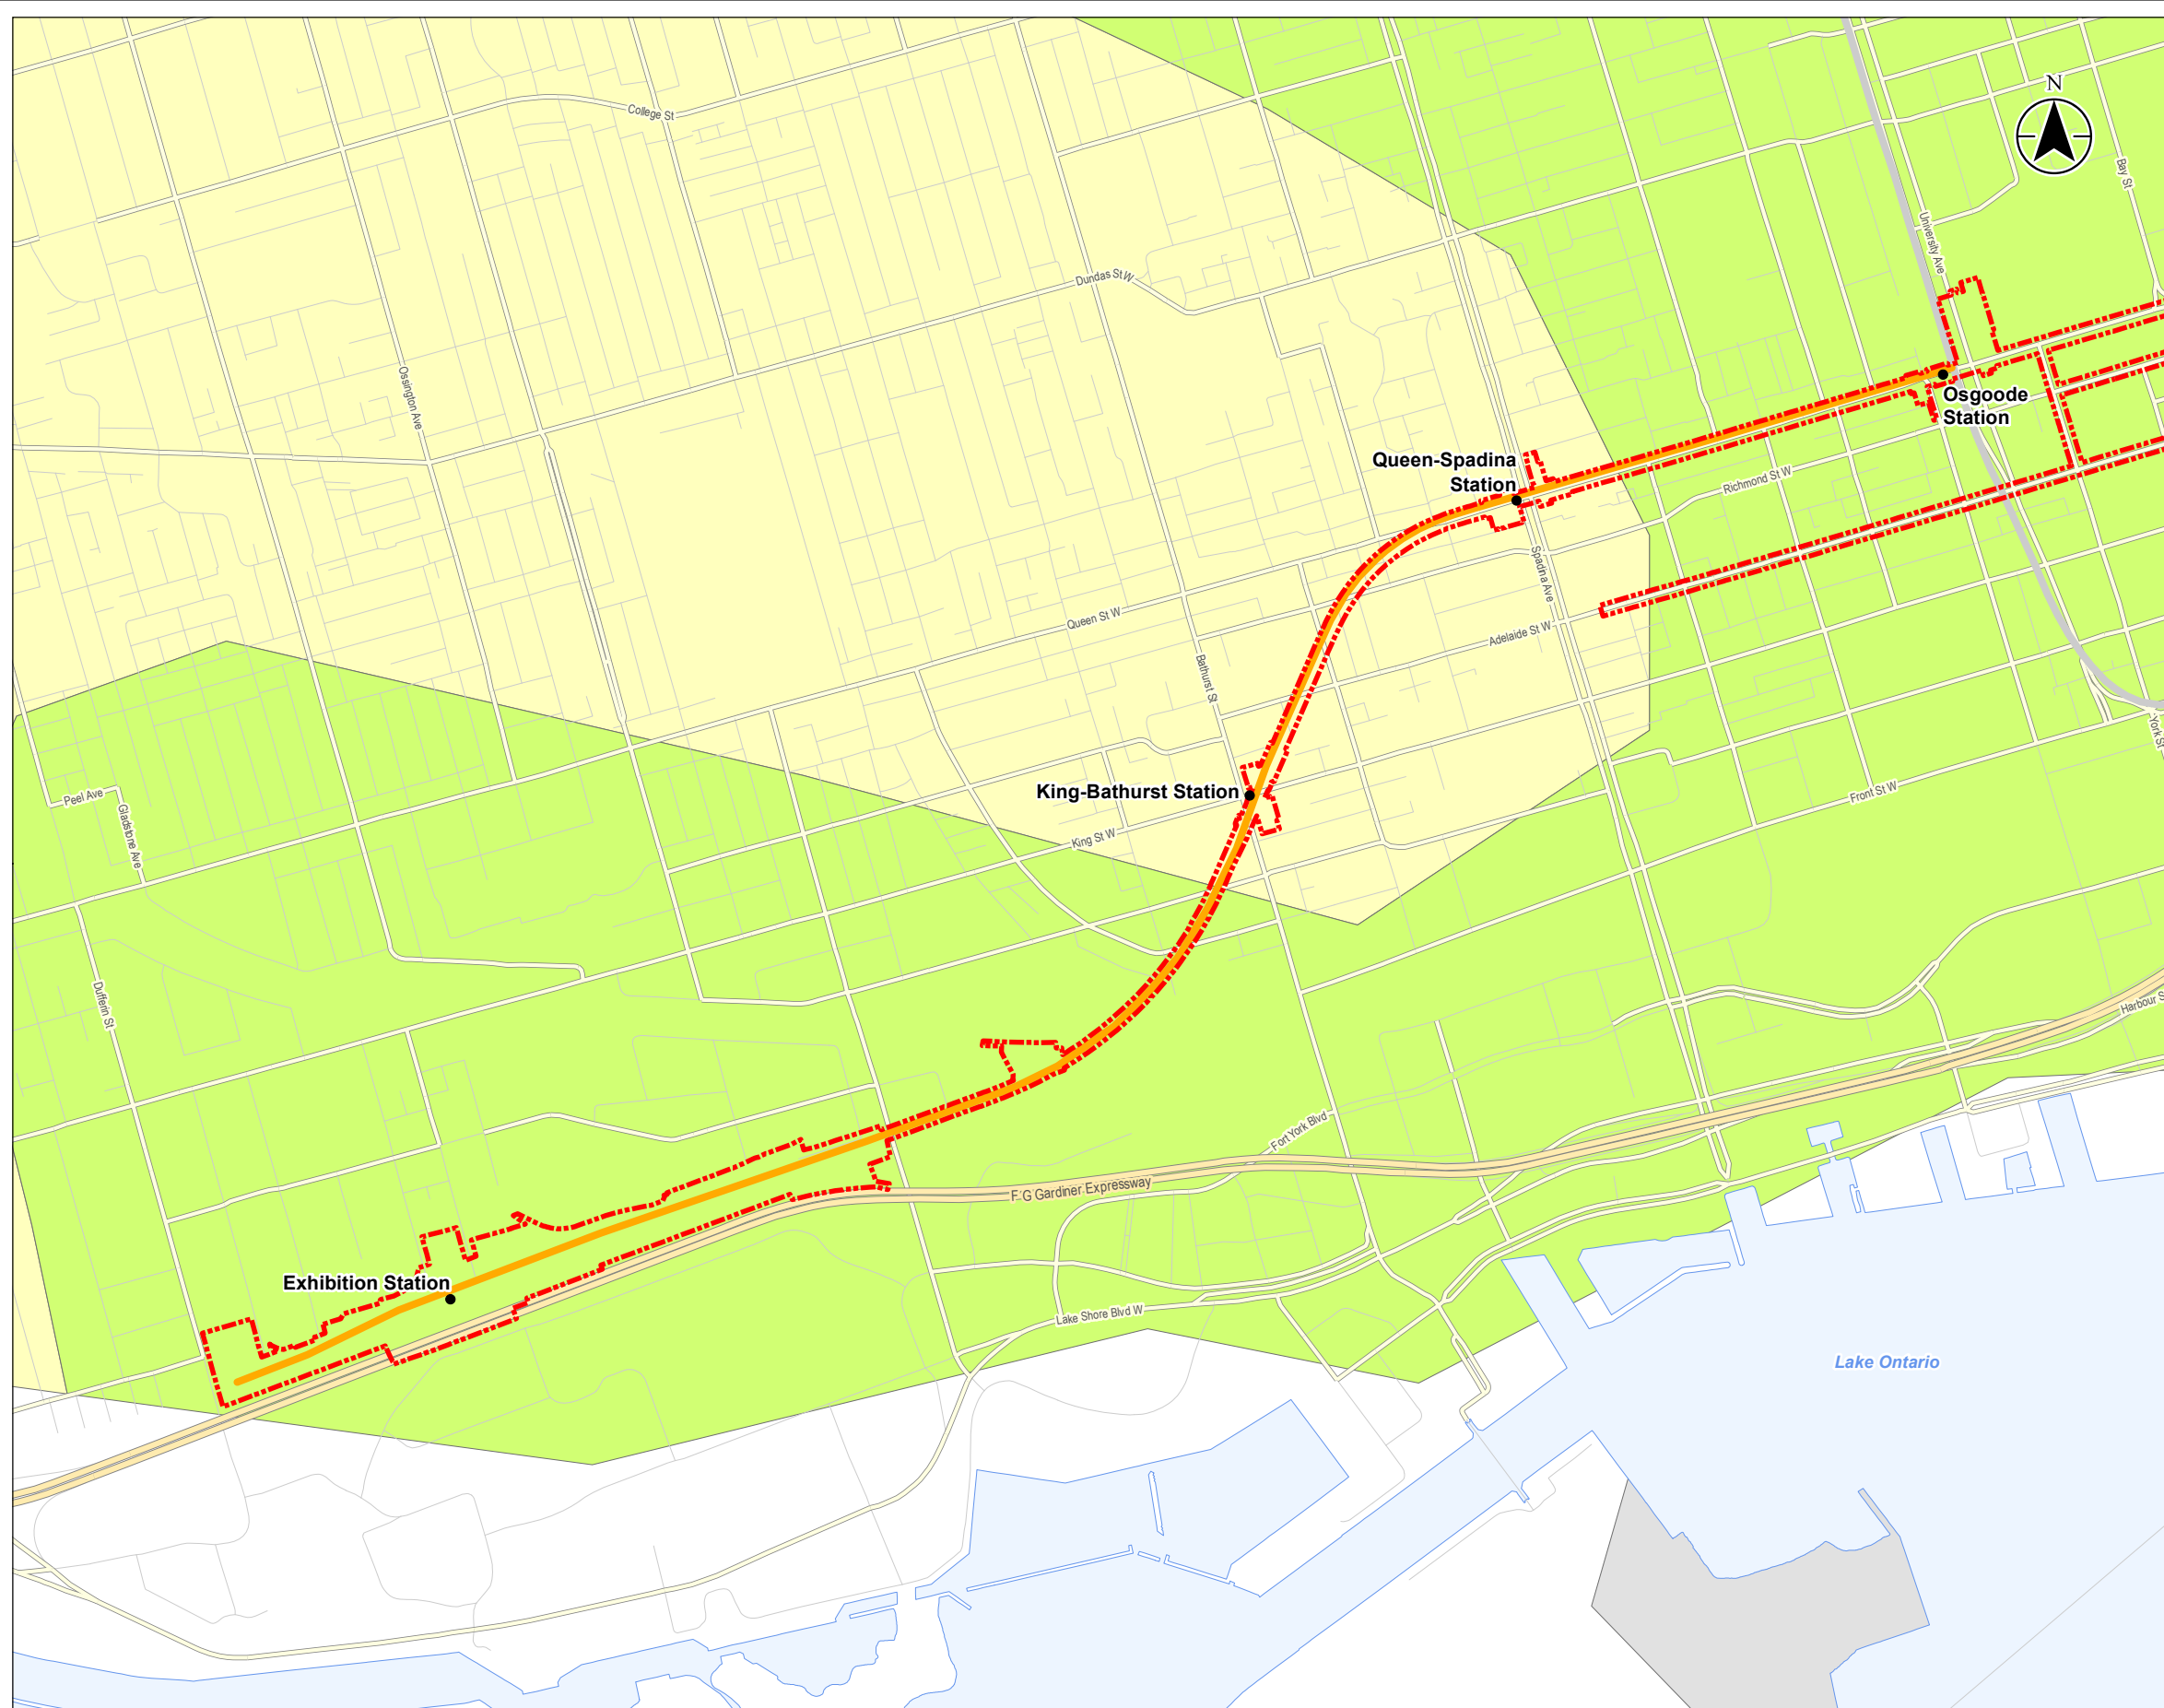 N
College St
Bay St
University Ave
Dundas St W
Ossington Ave
Osgoode
Station
Queen-Spadina
Station
Richmond St W
Spadina Ave
Queen St W
Adelaide St W
Bathurst St
York St
Peel Ave
Gladstone Ave
King-Bathurst Station
Front St W
King St W
Dufferin St
Harbour S
Fort York Blvd
F G Gardiner Expressway
Exhibition Station
Lake Shore Blvd W
Lake Ontario